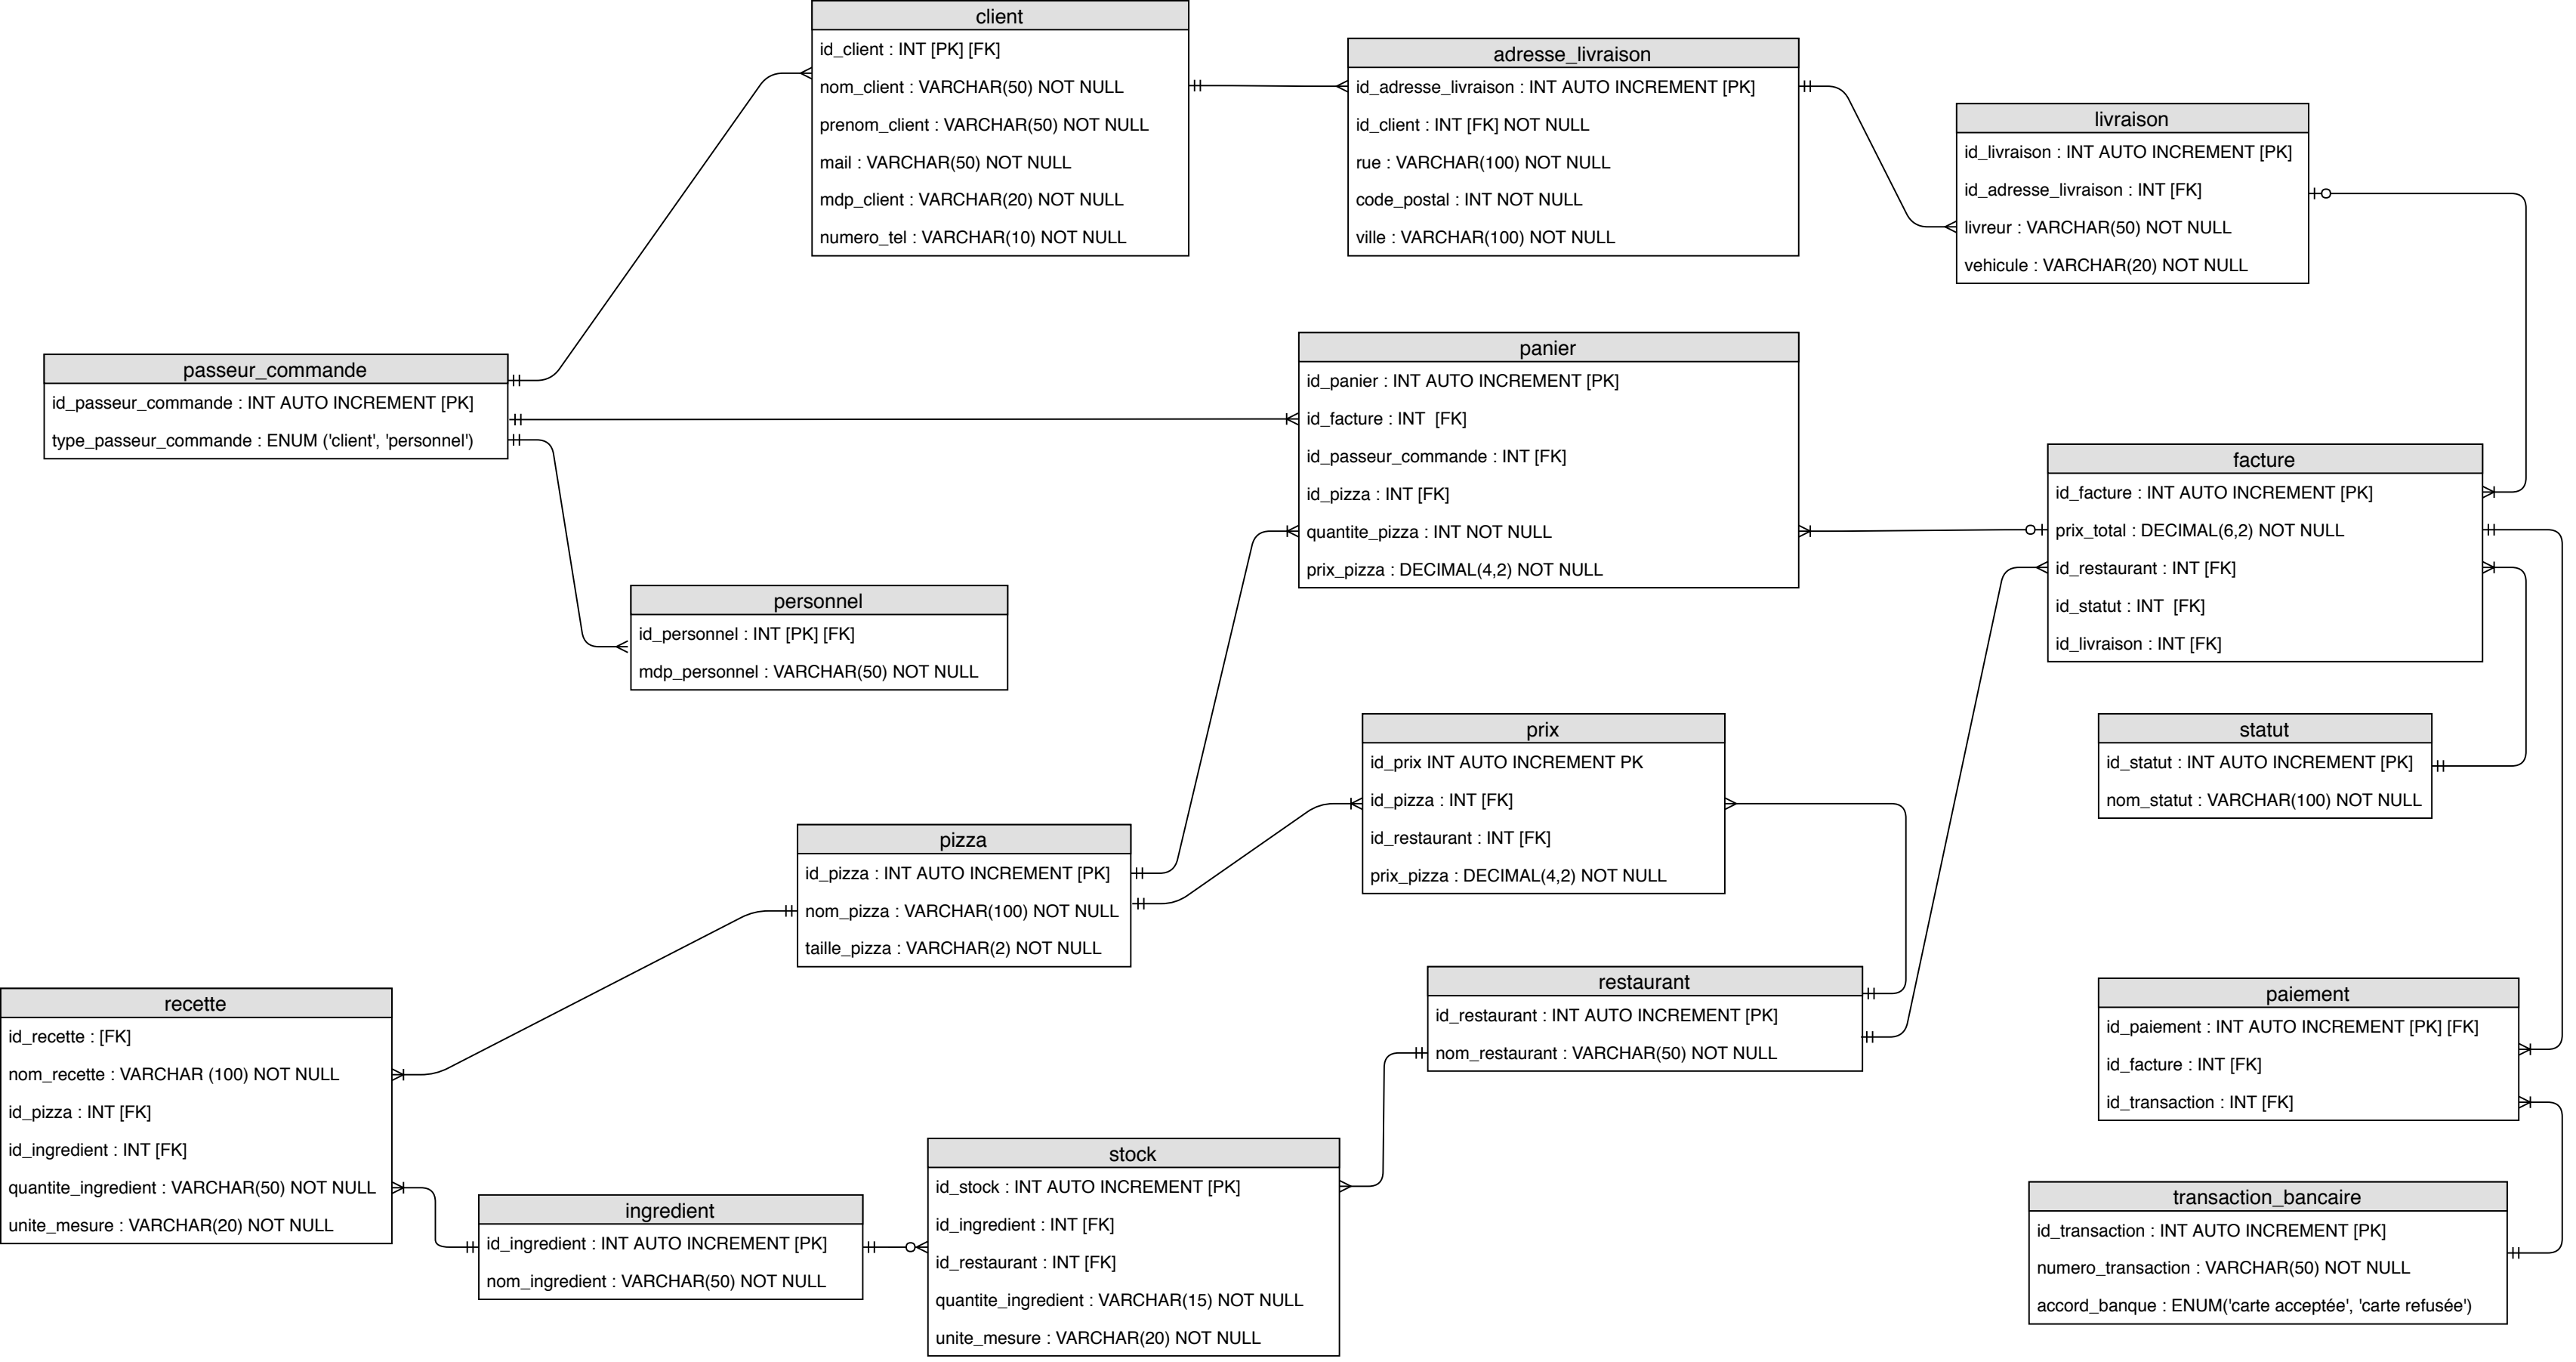 client
id_client : INT [PK] [FK]
nom_client : VARCHAR(50) NOT NULL
prenom_client : VARCHAR(50) NOT NULL
mail : VARCHAR(50) NOT NULL
mdp_client : VARCHAR(20) NOT NULL
numero_tel : VARCHAR(10) NOT NULL
adresse_livraison
id_adresse_livraison : INT AUTO INCREMENT [PK]
id_client : INT [FK] NOT NULL
rue : VARCHAR(100) NOT NULL
code_postal : INT NOT NULL
ville : VARCHAR(100) NOT NULL
livraison
id_livraison : INT AUTO INCREMENT [PK]
id_adresse_livraison : INT [FK]
livreur : VARCHAR(50) NOT NULL
vehicule : VARCHAR(20) NOT NULL
passeur_commande
id_passeur_commande : INT AUTO INCREMENT [PK]
type_passeur_commande : ENUM ('client', 'personnel')
panier
id_panier : INT AUTO INCREMENT [PK]
id_facture : INT  [FK]
id_passeur_commande : INT [FK]
id_pizza : INT [FK]
quantite_pizza : INT NOT NULL
prix_pizza : DECIMAL(4,2) NOT NULL
facture
id_facture : INT AUTO INCREMENT [PK]
prix_total : DECIMAL(6,2) NOT NULL
id_restaurant : INT [FK]
id_statut : INT  [FK]
id_livraison : INT [FK]
personnel
id_personnel : INT [PK] [FK]
mdp_personnel : VARCHAR(50) NOT NULL
prix
id_prix INT AUTO INCREMENT PK
id_pizza : INT [FK]
id_restaurant : INT [FK]
prix_pizza : DECIMAL(4,2) NOT NULL
statut
id_statut : INT AUTO INCREMENT [PK]
nom_statut : VARCHAR(100) NOT NULL
pizza
id_pizza : INT AUTO INCREMENT [PK]
nom_pizza : VARCHAR(100) NOT NULL
taille_pizza : VARCHAR(2) NOT NULL
recette
id_recette : [FK]
nom_recette : VARCHAR (100) NOT NULL
id_pizza : INT [FK]
id_ingredient : INT [FK]
quantite_ingredient : VARCHAR(50) NOT NULL
unite_mesure : VARCHAR(20) NOT NULL
restaurant
id_restaurant : INT AUTO INCREMENT [PK]
nom_restaurant : VARCHAR(50) NOT NULL
paiement
id_paiement : INT AUTO INCREMENT [PK] [FK]
id_facture : INT [FK]
id_transaction : INT [FK]
ingredient
id_ingredient : INT AUTO INCREMENT [PK]
nom_ingredient : VARCHAR(50) NOT NULL
stock
id_stock : INT AUTO INCREMENT [PK]
id_ingredient : INT [FK]
id_restaurant : INT [FK]
quantite_ingredient : VARCHAR(15) NOT NULL
unite_mesure : VARCHAR(20) NOT NULL
transaction_bancaire
id_transaction : INT AUTO INCREMENT [PK]
numero_transaction : VARCHAR(50) NOT NULL
accord_banque : ENUM('carte acceptée', 'carte refusée')